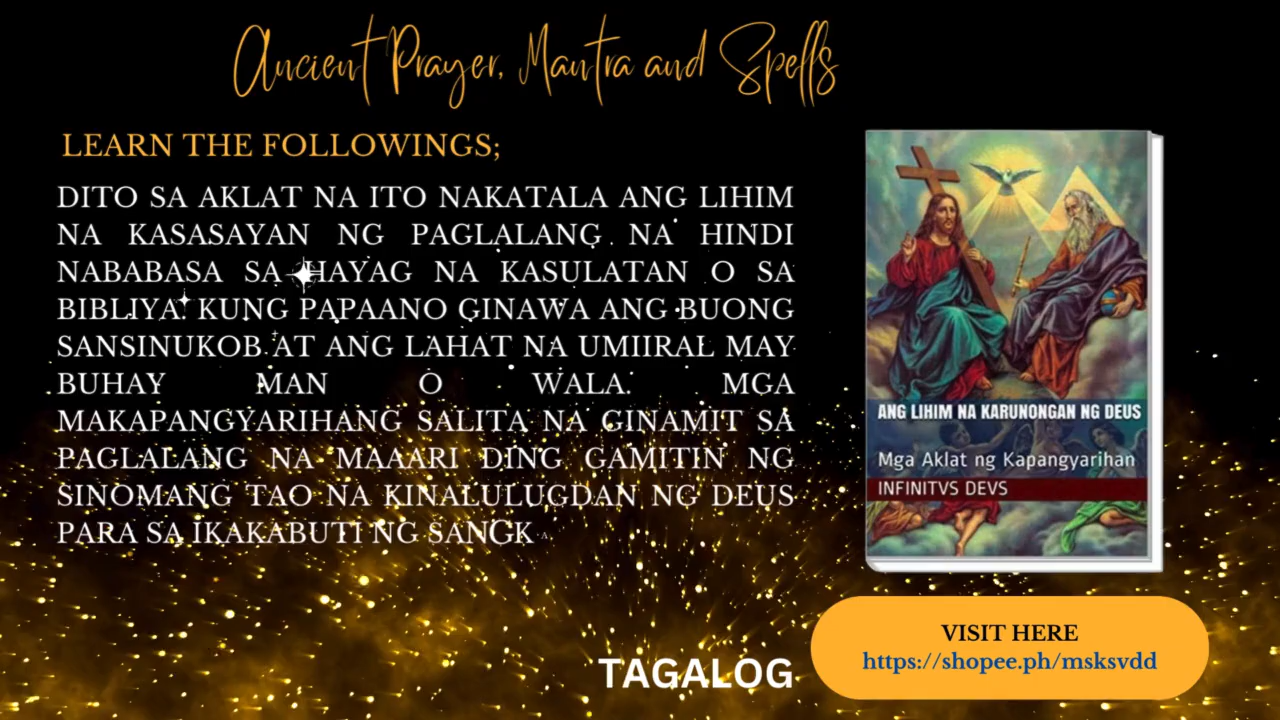 Ancient Prayer, Mantra and Spells
LEARN THE FOLLOWINGS;
DITO SA AKLAT NA ITO NAKATALA ANG LIHIM
NA KASASAYAN NG PAGLALANG NA HINDI
NABABASA SA HAYAG NA KASULATAN O SA
BIBLIYA. KUNG PAPAANO GINAWA ANG BUONG
SANSINUKOB AT ANG LAHAT NA UMIIRAL MAY
BUHAY MAN O WALA. MGA
MAKAPANGYARIHANG SALITA NA GINAMIT SA
PAGLALANG NA MAAARI DING GAMITIN NG
SINOMANG TAO NA KINALULUGDAN NG DEUS
PARA SA IKAKABUTI NG SANGK
ANG LIHIM NA KARUNONGAN NG DEUS
Mga Aklat ng Kapangyarihan
INFINITVS DEVS
VISIT HERE
https://shopee.ph/msksvdd
TAGALOG